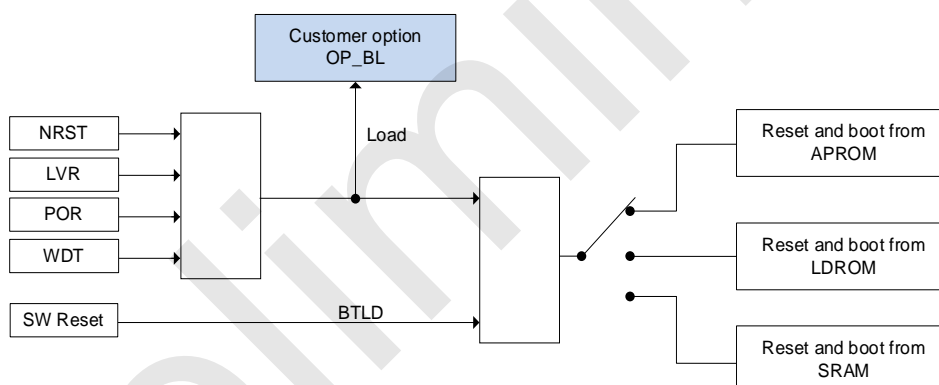 Customer option
OP_BL
NRST
LVR
POR
WDT
SW Reset
Load
BTLD
Reset and boot from
APROM
Reset and boot from
LDROM
Reset and boot from
SRAM